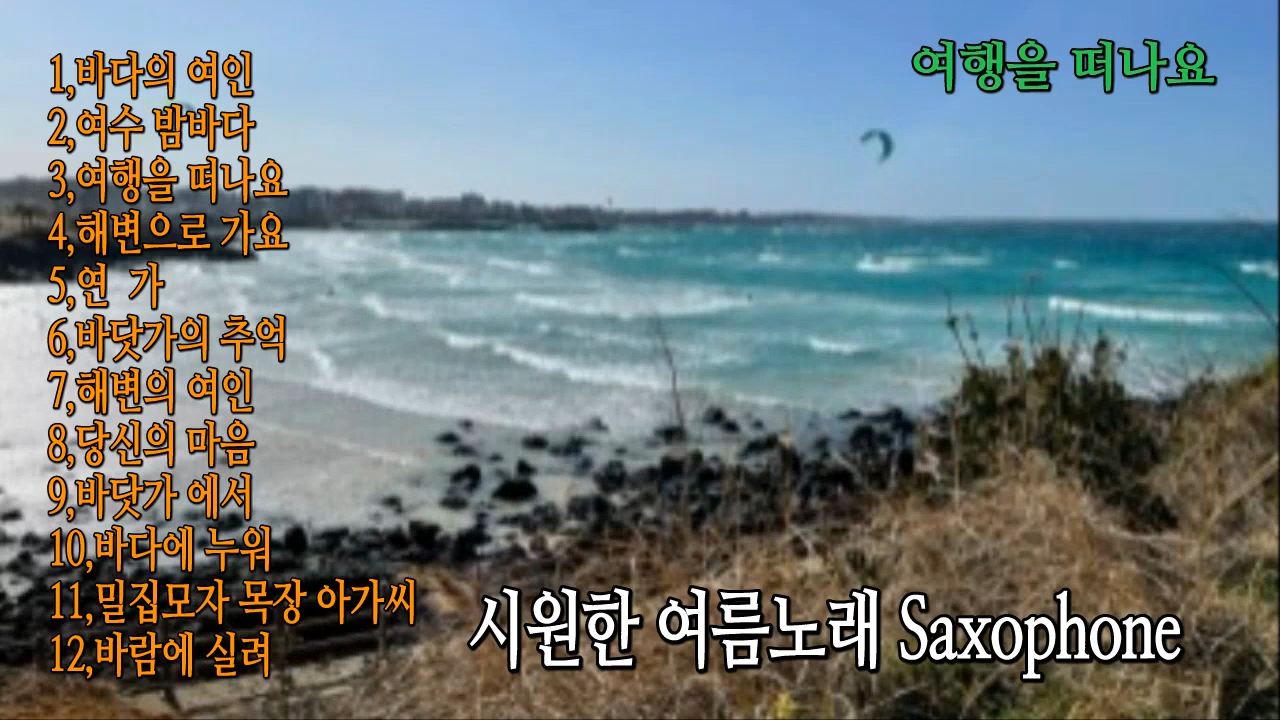 여행을 떠나요
1,바다의 여인
2,여수 밤바다
3,여행을 떠나요
4,해변으로 가요
5,연 가
6,바닷가의 추억
7,해변의 여인
8,당신의 마음
9,바닷가 에서
10,바다에 누워
11,밀집모자 목장 아가씨
12,바람에 실려
시원한 여름노래 Saxophone